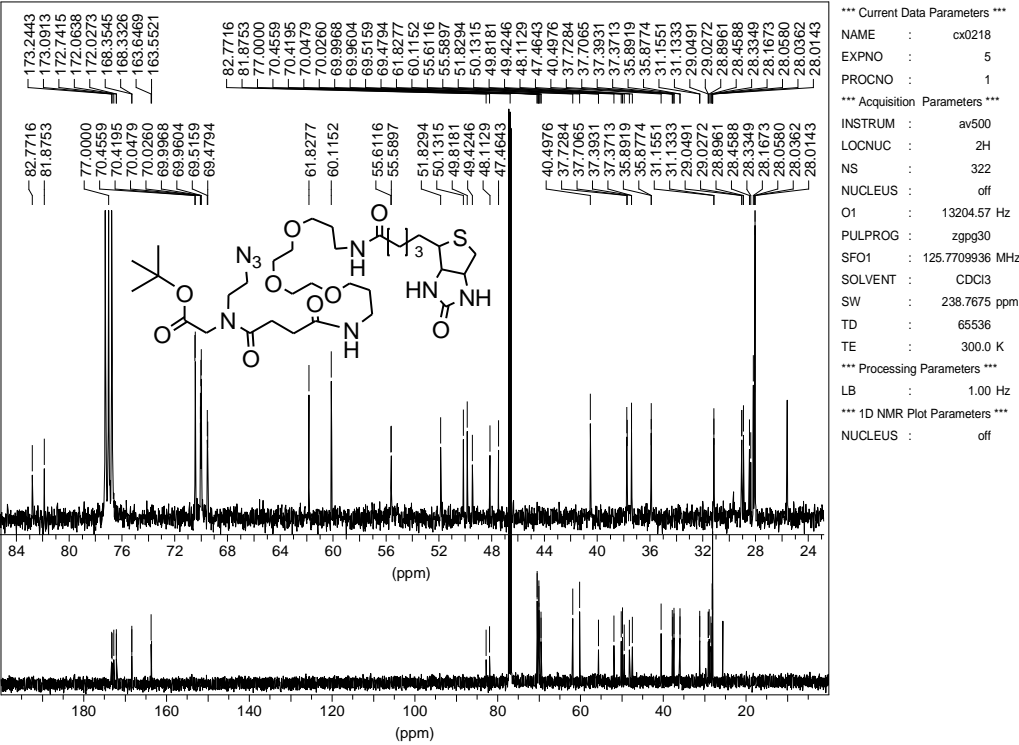 173.2443
173.0913
172.7415
172.0638
172.0273
168.3545
168.3326
163.6469
163.5521
82.7716
81.8753
77.0000
70.4559
70.4195
70.0479
70.0260
69.9968
69.9604
69.5159
69.4794
61.8277
60.1152
55.6116
55.5897
51.8294
50.1315
49.8181
49.4246
48.1129
47.4643
40.4976
37.7284
37.7065
37.3931
37.3713
35.8919
35.8774
31.1551
31.1333
29.0491
29.0272
28.8961
28.4588
28.3349
28.1673
28.0580
28.0362
28.0143
82.7716
81.8753
77.0000
70.4559
70.4195
70.0479
70.0260
69.9968
69.9604
69.5159
69.4794
61.8277
60.1152
55.6116
55.5897
51.8294
50.1315
49.8181
49.4246
48.1129
47.4643
40.4976
37.7284
37.7065
37.3931
37.3713
35.8919
35.8774
31.1551
31.1333
29.0491
29.0272
28.8961
28.4588
28.3349
28.1673
28.0580
28.0362
28.0143
O O S
N3 N H 3
O O HN NH
O O O
O N N H
O
84 80 76 72 68 64 60 56 52 48 44 40 36 32 28 24
(ppm)
180 160 140 120 100 80 60 40 20
(ppm)
*** Current Data Parameters ***
NAME : cx0218
EXPNO : 5
PROCNO : 1
*** Acquisition Parameters ***
INSTRUM : av500
LOCNUC : 2H
NS : 322
NUCLEUS : off
O1 : 13204.57 Hz
PULPROG : zgpg30
SFO1 : 125.7709936 MHz
SOLVENT : CDCl3
SW : 238.7675 ppm
TD : 65536
TE : 300.0 K
*** Processing Parameters ***
LB : 1.00 Hz
*** 1D NMR Plot Parameters ***
NUCLEUS : off